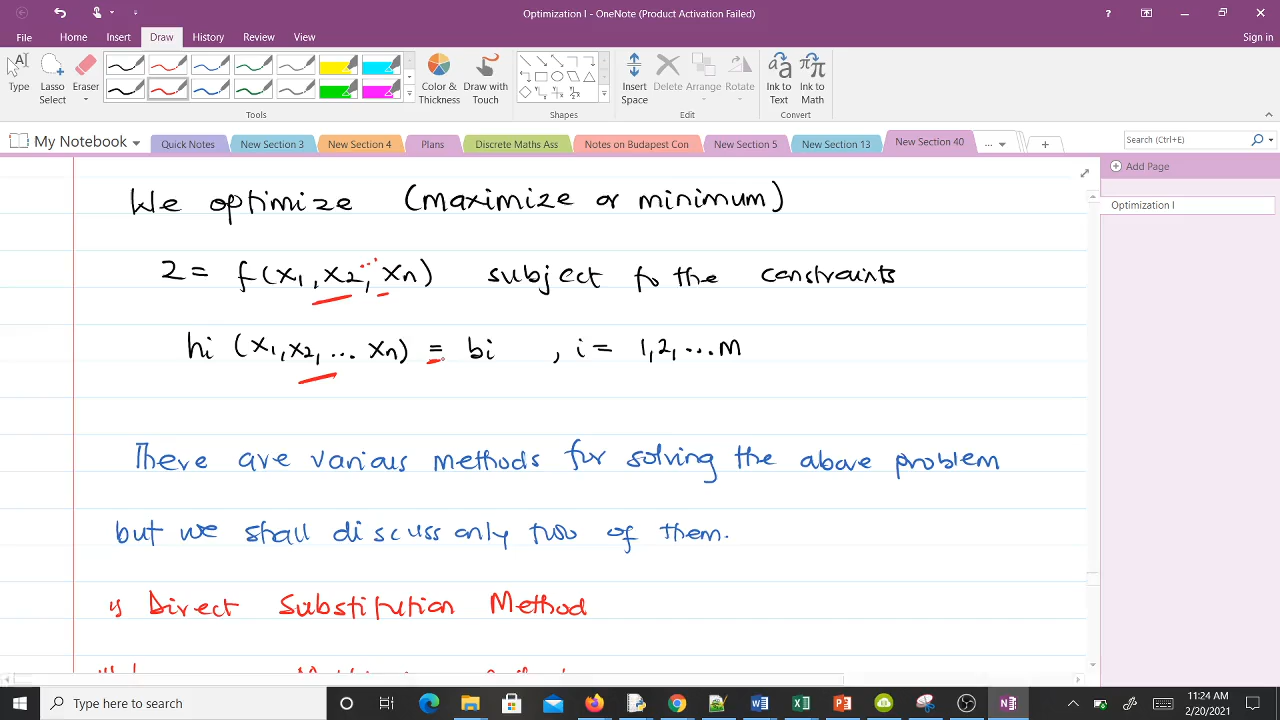 Optimization I - OneNote (Product Activation Failed)
File Home Insert Draw History Review View Sign in
Type Lasso Select Eraser Color & Thickness Draw with Touch Insert Space Delete Arrange Rotate Ink to Text Ink to Math
Tools Shapes Edit Convert
My Notebook Quick Notes New Section 3 New Section 4 Plans Discrete Maths Ass Notes on Budapest Con New Section 5 New Section 13 New Section 40 ... Search (Ctrl+E)
Add Page
Optimization I
We optimize (maximize or minimum)
Z = f(x1, x2, ... xn) subject to the constraints
hi (x1, x2, ... xn) = bi , i = 1,2, ... m
There are various methods for solving the above problem
but we shall discuss only two of them.
Direct Substitution Method
Type here to search
11:24 AM
2/20/2021